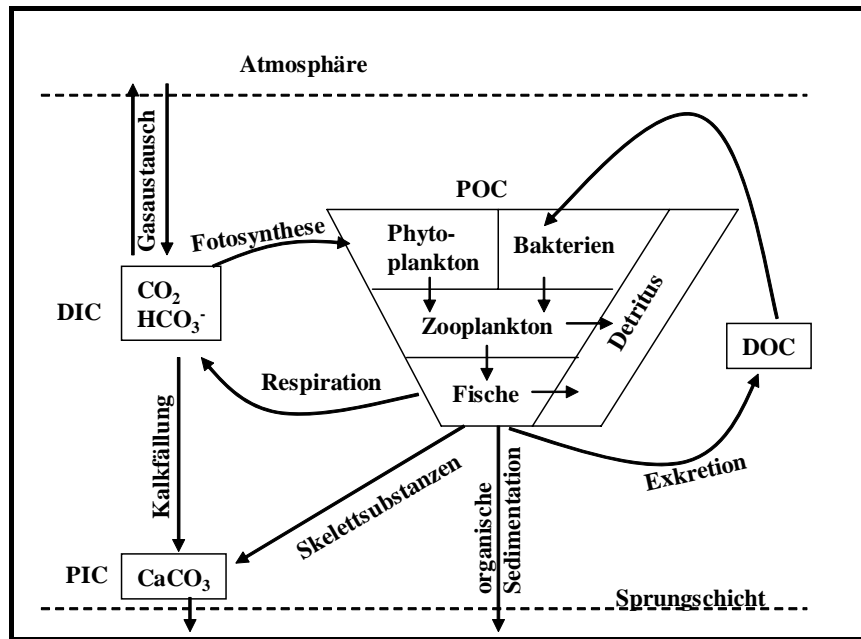 Atmosphäre
Gasaustausch
POC
Fotosynthese
Phyto-
plankton
Bakterien
DIC
CO₂
HCO₃⁻
Zooplankton
Detritus
DOC
Respiration
Fische
Kalkfällung
Skelettsubstanzen
organische
Sedimentation
Exkretion
PIC
CaCO₃
Sprungschicht